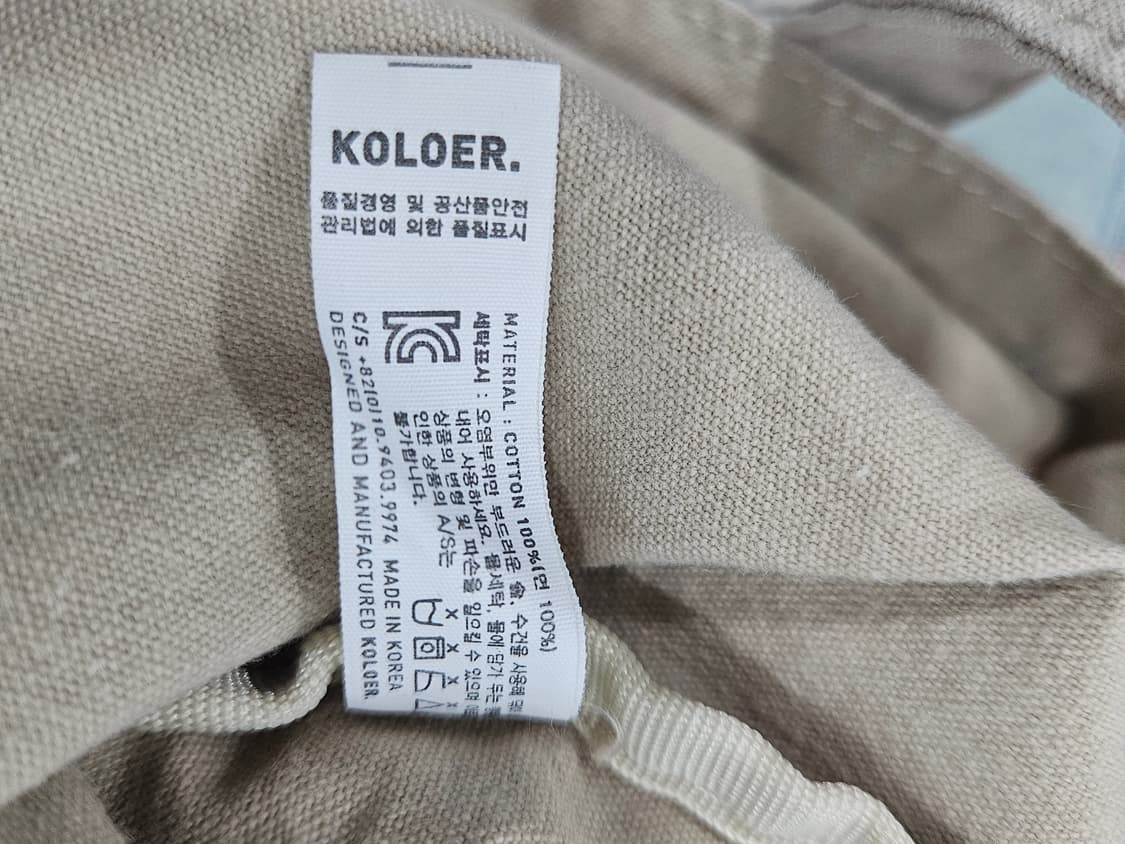 KOLOER.
품질경영 및 공산품안전
관리법에 의한 품질표시
MATERIAL : COTTON 100%(면 100%)
세탁표시 : 오염부위만 부드러운 솔, 수건을 사용해
내어 사용하세요. 물세탁, 물에 담가 두는
상품의 변형 및 파손을 일으킬 수 있으며
인한 상품의 A/S는
불가합니다.
C/S +82(0)10.9403.9974 MADE IN KOREA
DESIGNED AND MANUFACTURED KOLOER.